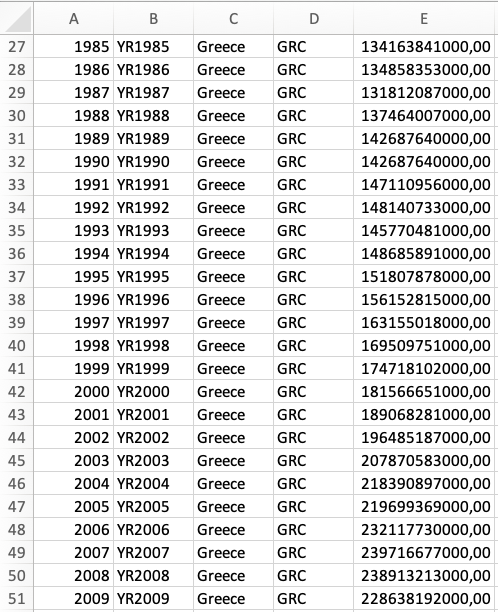 A B C D E
27 1985 YR1985 Greece GRC 134163841000,00
28 1986 YR1986 Greece GRC 134858353000,00
29 1987 YR1987 Greece GRC 131812087000,00
30 1988 YR1988 Greece GRC 137464007000,00
31 1989 YR1989 Greece GRC 142687640000,00
32 1990 YR1990 Greece GRC 142687640000,00
33 1991 YR1991 Greece GRC 147110956000,00
34 1992 YR1992 Greece GRC 148140733000,00
35 1993 YR1993 Greece GRC 145770481000,00
36 1994 YR1994 Greece GRC 148685891000,00
37 1995 YR1995 Greece GRC 151807878000,00
38 1996 YR1996 Greece GRC 156152815000,00
39 1997 YR1997 Greece GRC 163155018000,00
40 1998 YR1998 Greece GRC 169509751000,00
41 1999 YR1999 Greece GRC 174718102000,00
42 2000 YR2000 Greece GRC 181566651000,00
43 2001 YR2001 Greece GRC 189068281000,00
44 2002 YR2002 Greece GRC 196485187000,00
45 2003 YR2003 Greece GRC 207870583000,00
46 2004 YR2004 Greece GRC 218390897000,00
47 2005 YR2005 Greece GRC 219699369000,00
48 2006 YR2006 Greece GRC 232117730000,00
49 2007 YR2007 Greece GRC 239716677000,00
50 2008 YR2008 Greece GRC 238913213000,00
51 2009 YR2009 Greece GRC 228638192000,00